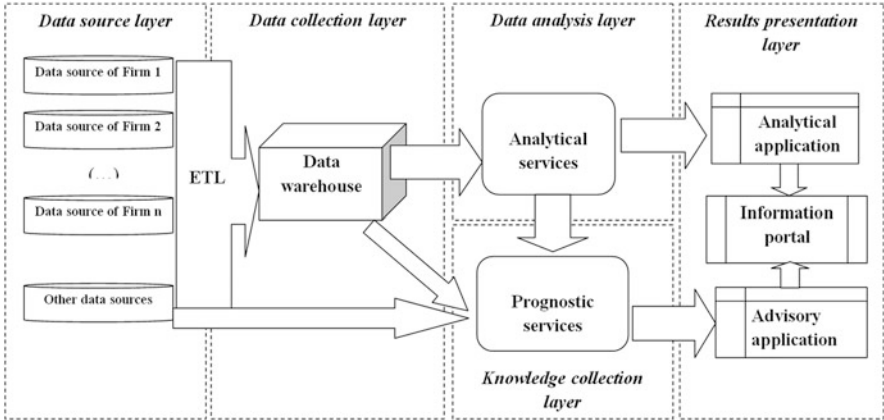 Data source layer
Data collection layer
Data analysis layer
Results presentation
layer
Data source of Firm 1
Data source of Firm 2
(…)
Data source of Firm n
Other data sources
ETL
Data
warehouse
Analytical
services
Prognostic
services
Knowledge collection
layer
Analytical
application
Information
portal
Advisory
application